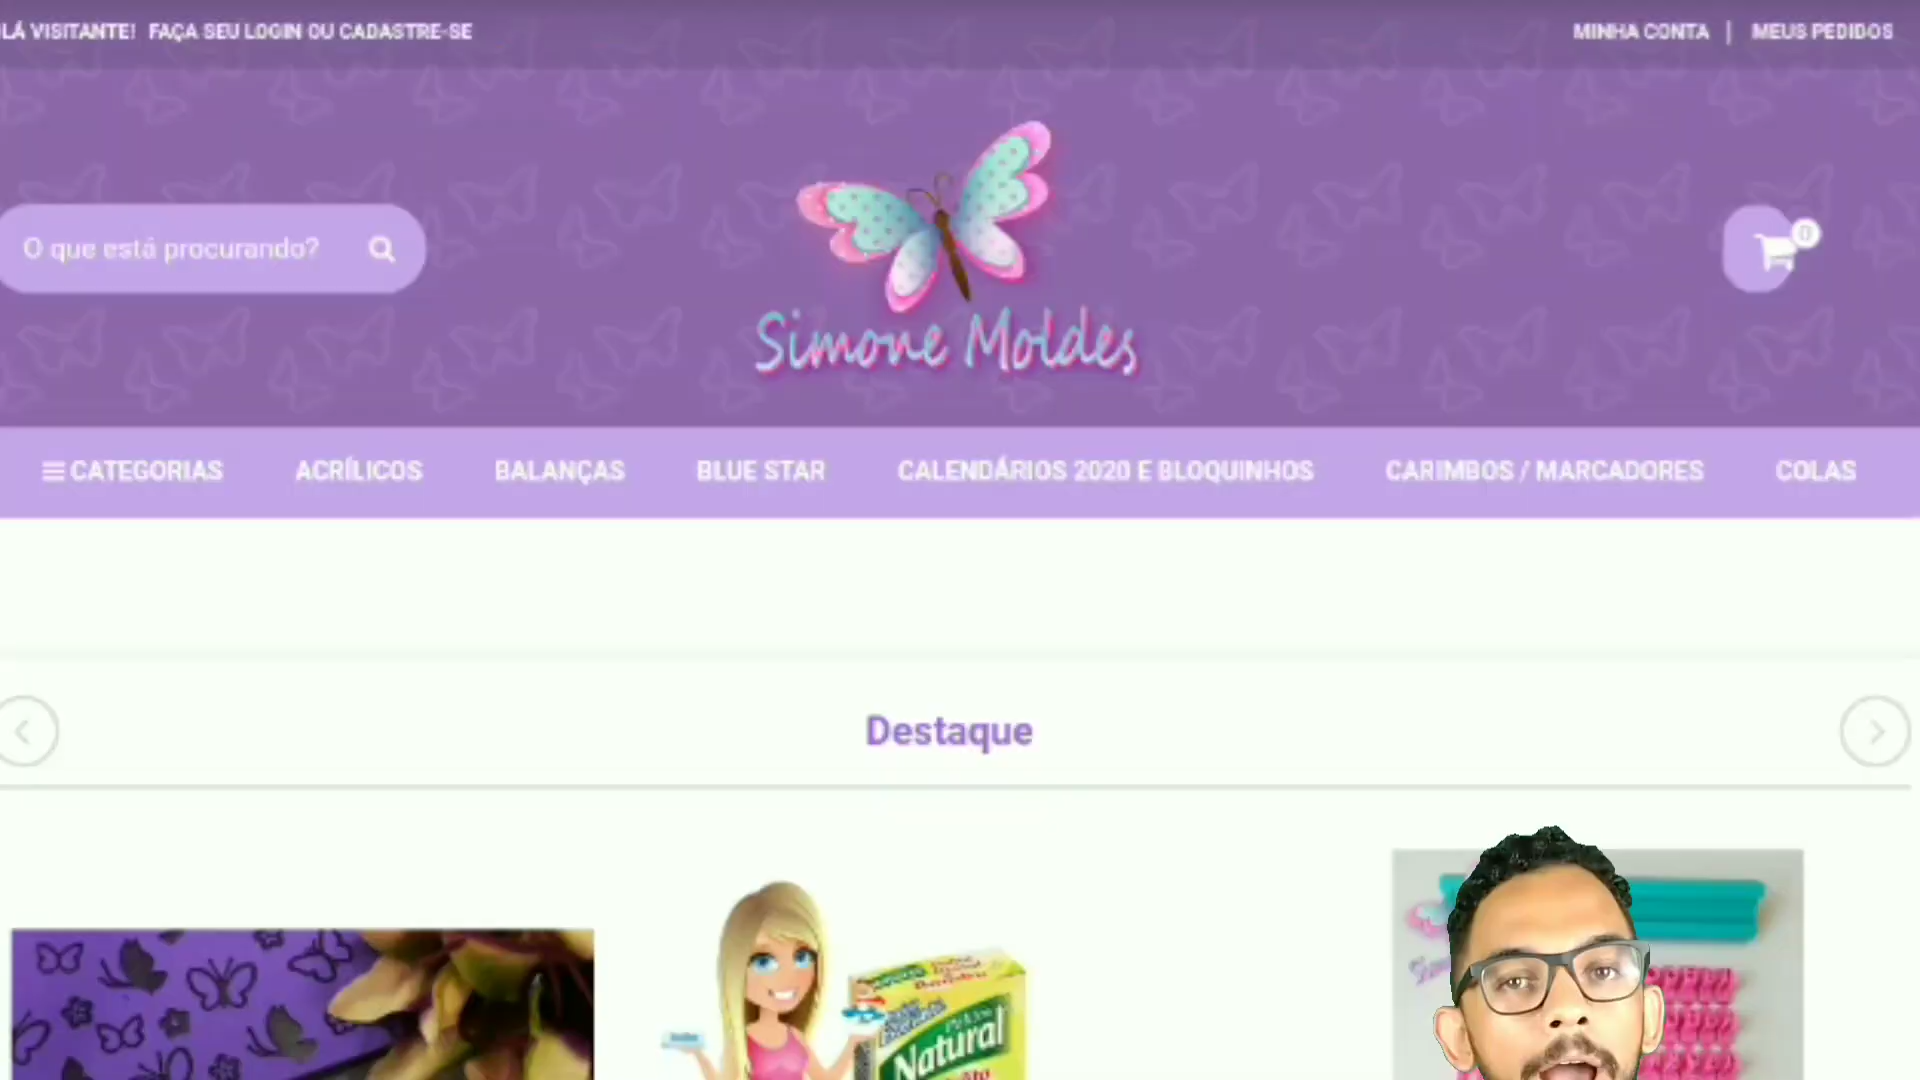 LÁ VISITANTE! FAÇA SEU LOGIN OU CADASTRE-SE
MINHA CONTA | MEUS PEDIDOS
O que está procurando?
0
Simone Moldes
CATEGORIAS
ACRÍLICOS
BALANÇAS
BLUE STAR
CALENDÁRIOS 2020 E BLOQUINHOS
CARIMBOS / MARCADORES
COLAS
Destaque
Natural